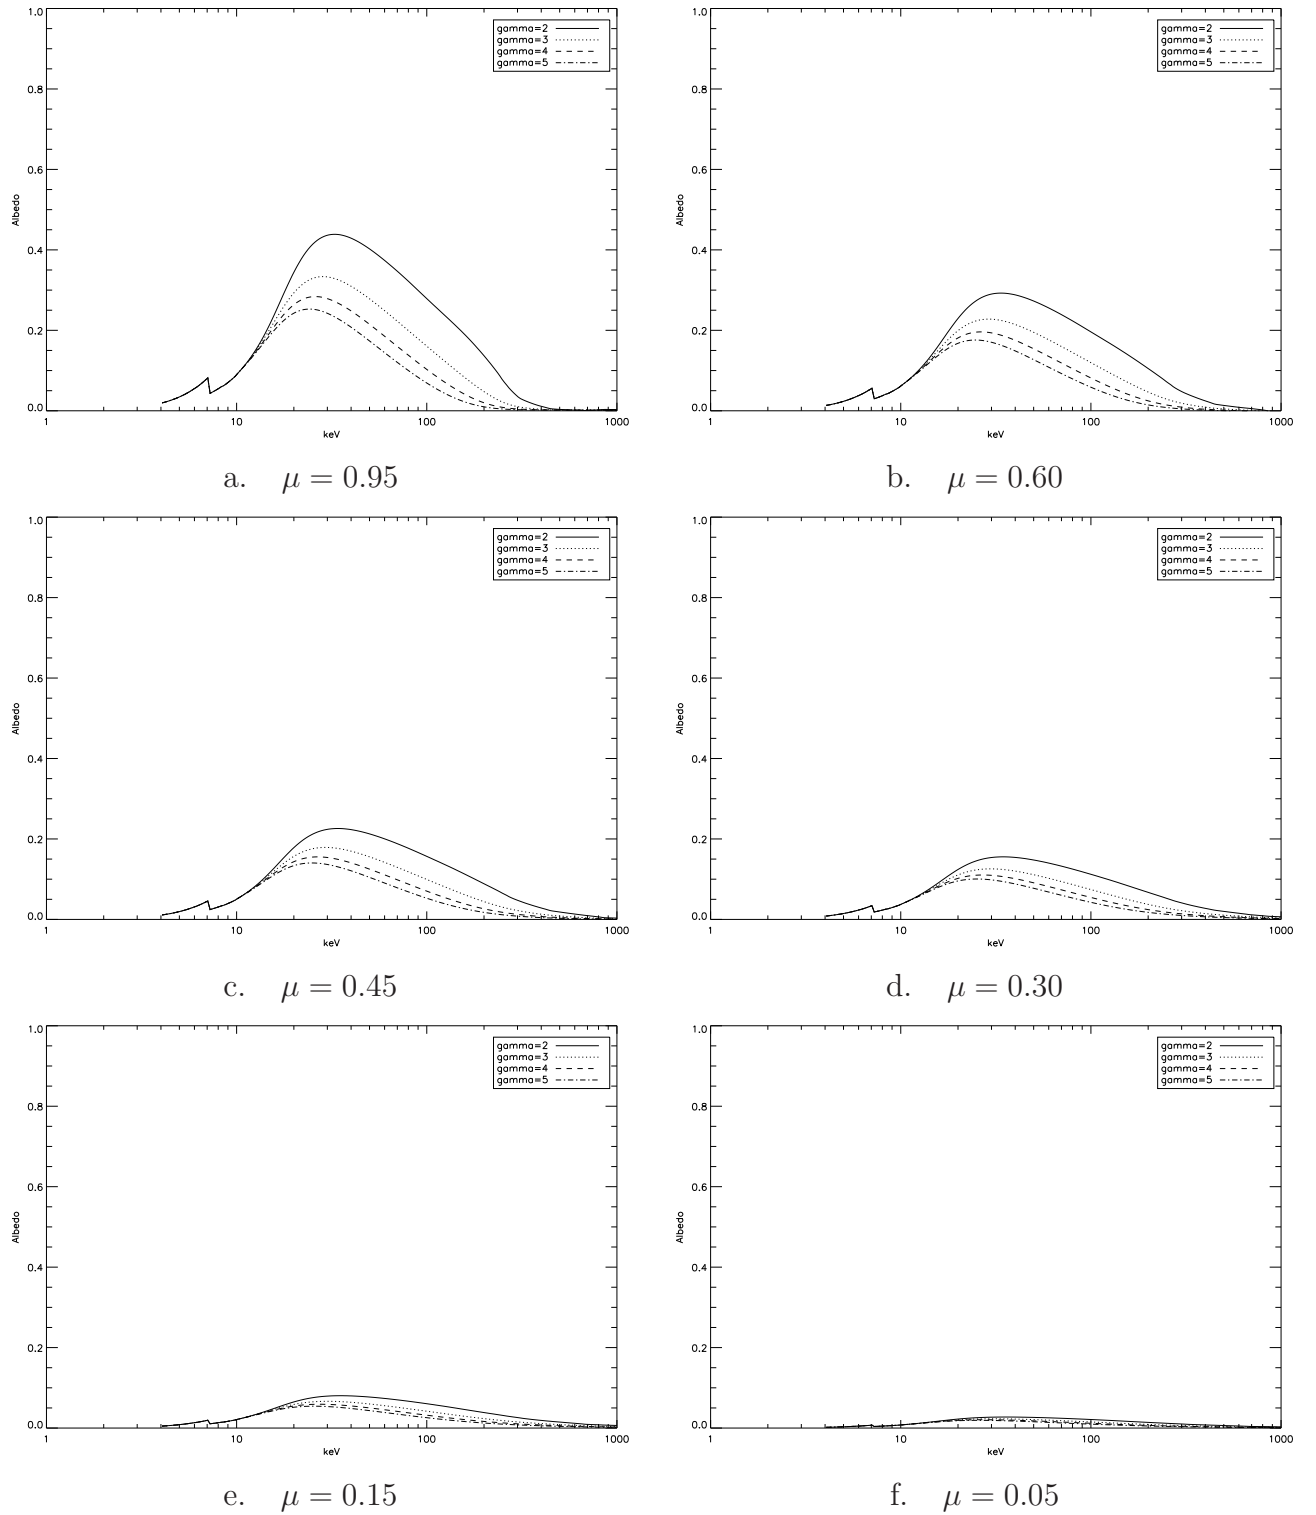 1.0
gamma=2
gamma=3
gamma=4
gamma=5
0.8
0.6
Albedo
0.4
0.2
0.0
1 10 100 1000
keV
a. μ = 0.95
1.0
gamma=2
gamma=3
gamma=4
gamma=5
0.8
0.6
Albedo
0.4
0.2
0.0
1 10 100 1000
keV
b. μ = 0.60
1.0
gamma=2
gamma=3
gamma=4
gamma=5
0.8
0.6
Albedo
0.4
0.2
0.0
1 10 100 1000
keV
c. μ = 0.45
1.0
gamma=2
gamma=3
gamma=4
gamma=5
0.8
0.6
Albedo
0.4
0.2
0.0
1 10 100 1000
keV
d. μ = 0.30
1.0
gamma=2
gamma=3
gamma=4
gamma=5
0.8
0.6
Albedo
0.4
0.2
0.0
1 10 100 1000
keV
e. μ = 0.15
1.0
gamma=2
gamma=3
gamma=4
gamma=5
0.8
0.6
Albedo
0.4
0.2
0.0
1 10 100 1000
keV
f. μ = 0.05